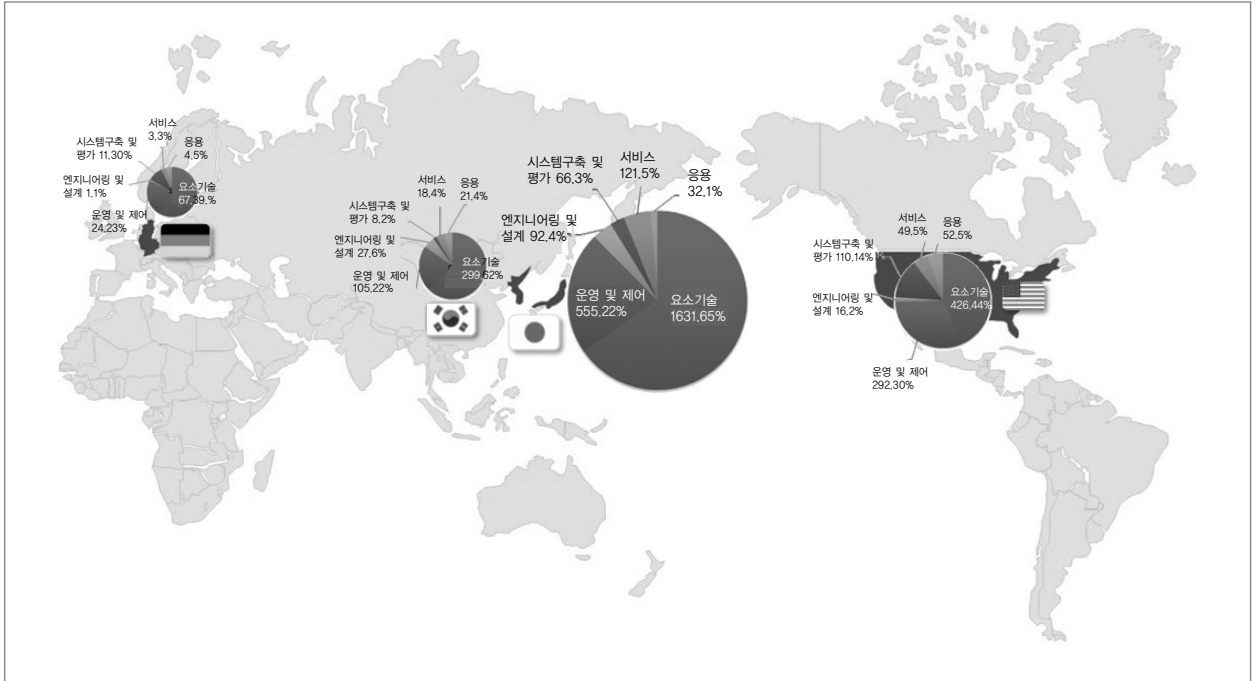 서비스
3.3%
시스템구축 및
평가 11.30%
응용
4.5%
엔지니어링 및
설계 1.1%
요소기술
67.39.%
운영 및 제어
24.23%
서비스
18.4%
응용
21.4%
시스템구축 및
평가 8.2%
엔지니어링 및
설계 27.6%
요소기술
299.62%
운영 및 제어
105.22%
시스템구축 및
평가 66.3%
서비스
121.5%
응용
32.1%
엔지니어링 및
설계 92.4%
운영 및 제어
555.22%
요소기술
1631.65%
서비스
49.5%
응용
52.5%
시스템구축 및
평가 110.14%
엔지니어링 및
설계 16.2%
요소기술
426.44%
운영 및 제어
292.30%